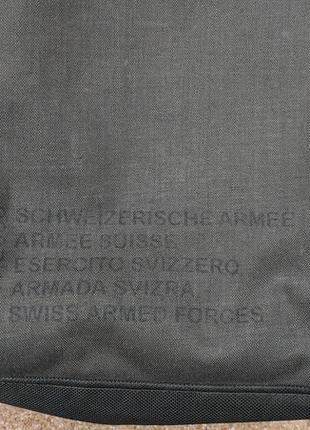 SCHWEIZERISCHE ARMEE
ARMEE SUISSE
ESERCITO SVIZZERO
ARMADA SVIZRA
SWISS ARMED FORCES